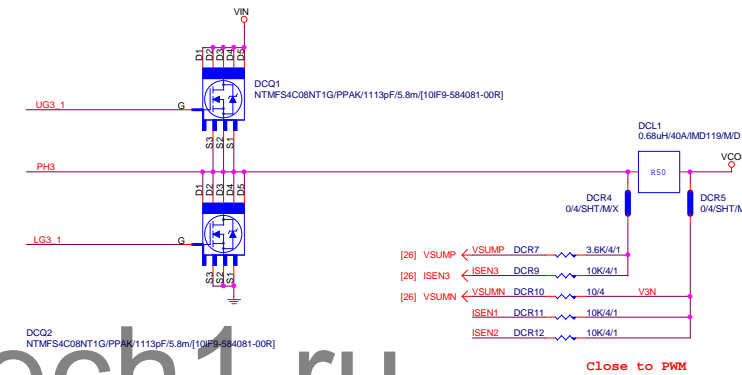 VIN
D1 D2 D3 D4 D5
DCQ1
NTMFS4C08NT1G/PPAK/1113pF/5.8m/[10IF9-584081-00R]
UG3_1
G
S3 S2 S1
DCL1
0.68uH/40A/IMD119/M/D
VCO
PH3
R50
D1 D2 D3 D4 D5
DCR4
0/4/SHT/M/X
DCR5
0/4/SHT/M
LG3_1
G
S3 S2 S1
[26] VSUMP VSUMP DCR7 3.6K/4/1
[26] ISEN3 ISEN3 DCR9 10K/4/1
[26] VSUMN VSUMN DCR10 10/4 V3N
ISEN1 DCR11 10K/4/1
ISEN2 DCR12 10K/4/1
DCQ2
NTMFS4C08NT1G/PPAK/1113pF/5.8m/[10IF9-584081-00R]
Close to PWM
ech1.ru